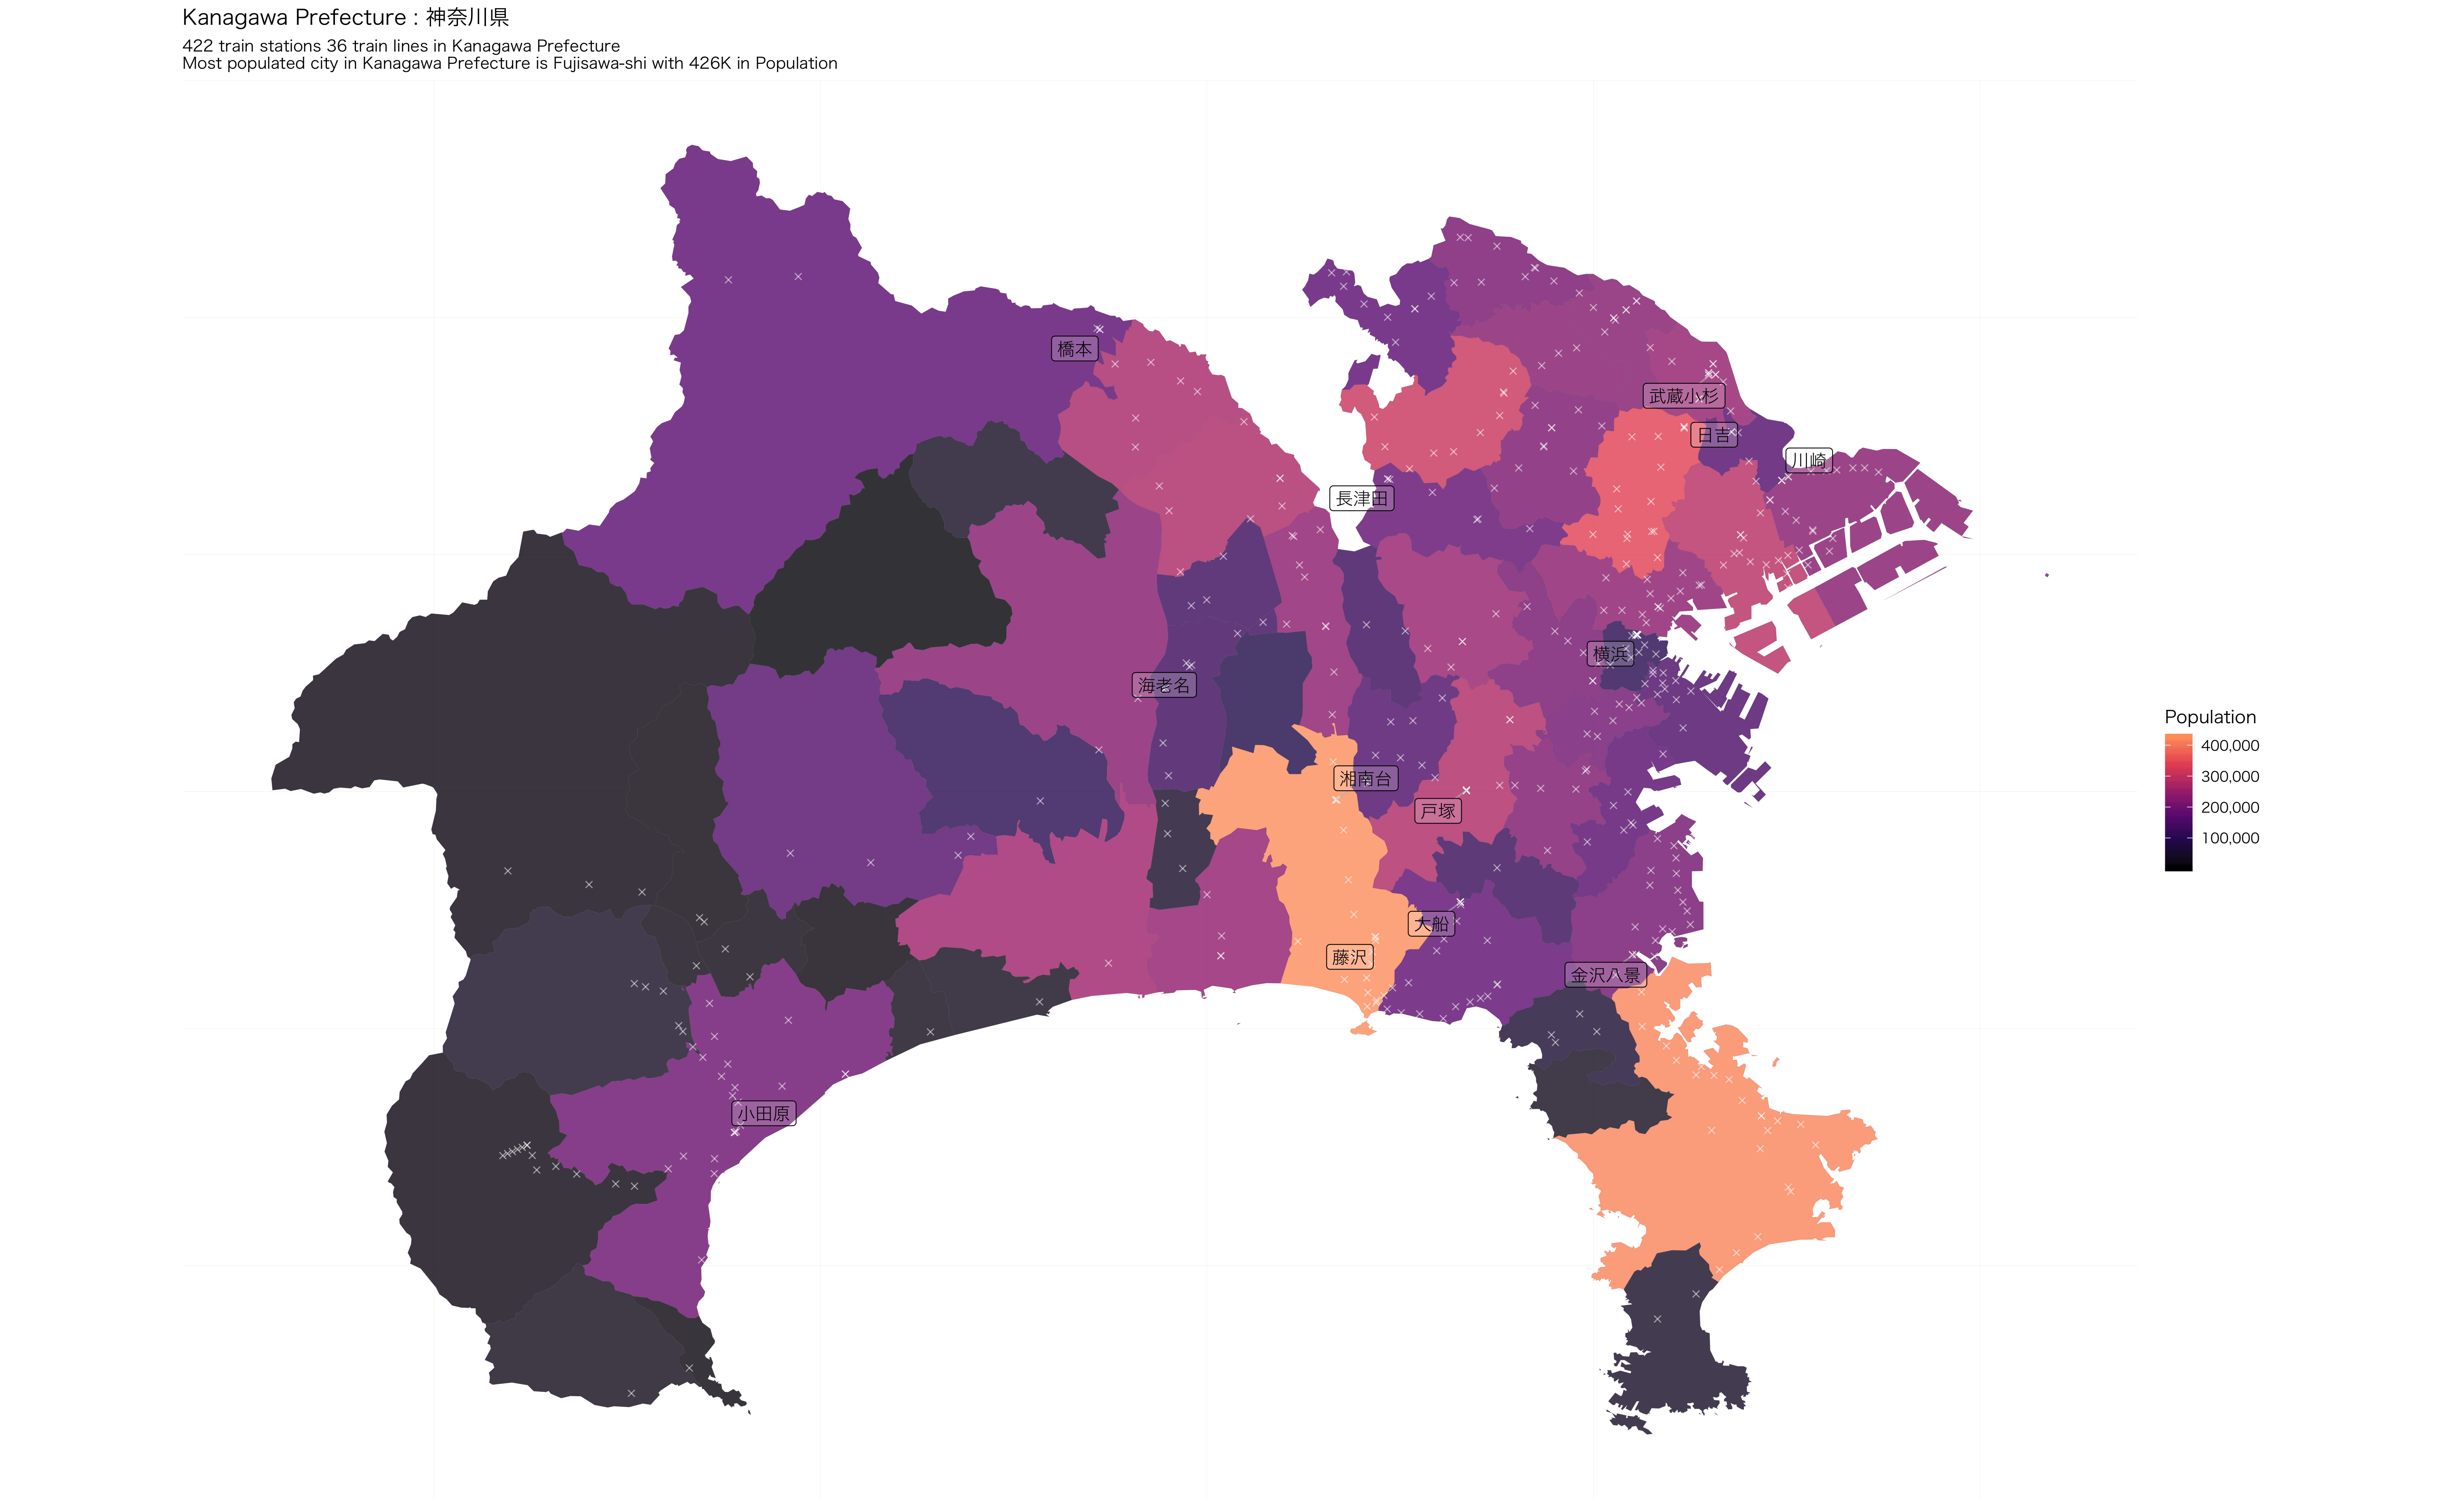 Kanagawa Prefecture : 神奈川県
422 train stations 36 train lines in Kanagawa Prefecture
Most populated city in Kanagawa Prefecture is Fujisawa-shi with 426K in Population
橋本
武蔵小杉
日吉
川崎
長津田
横浜
海老名
Population
400,000
300,000
200,000
100,000
湘南台
戸塚
大船
藤沢
金沢八景
小田原